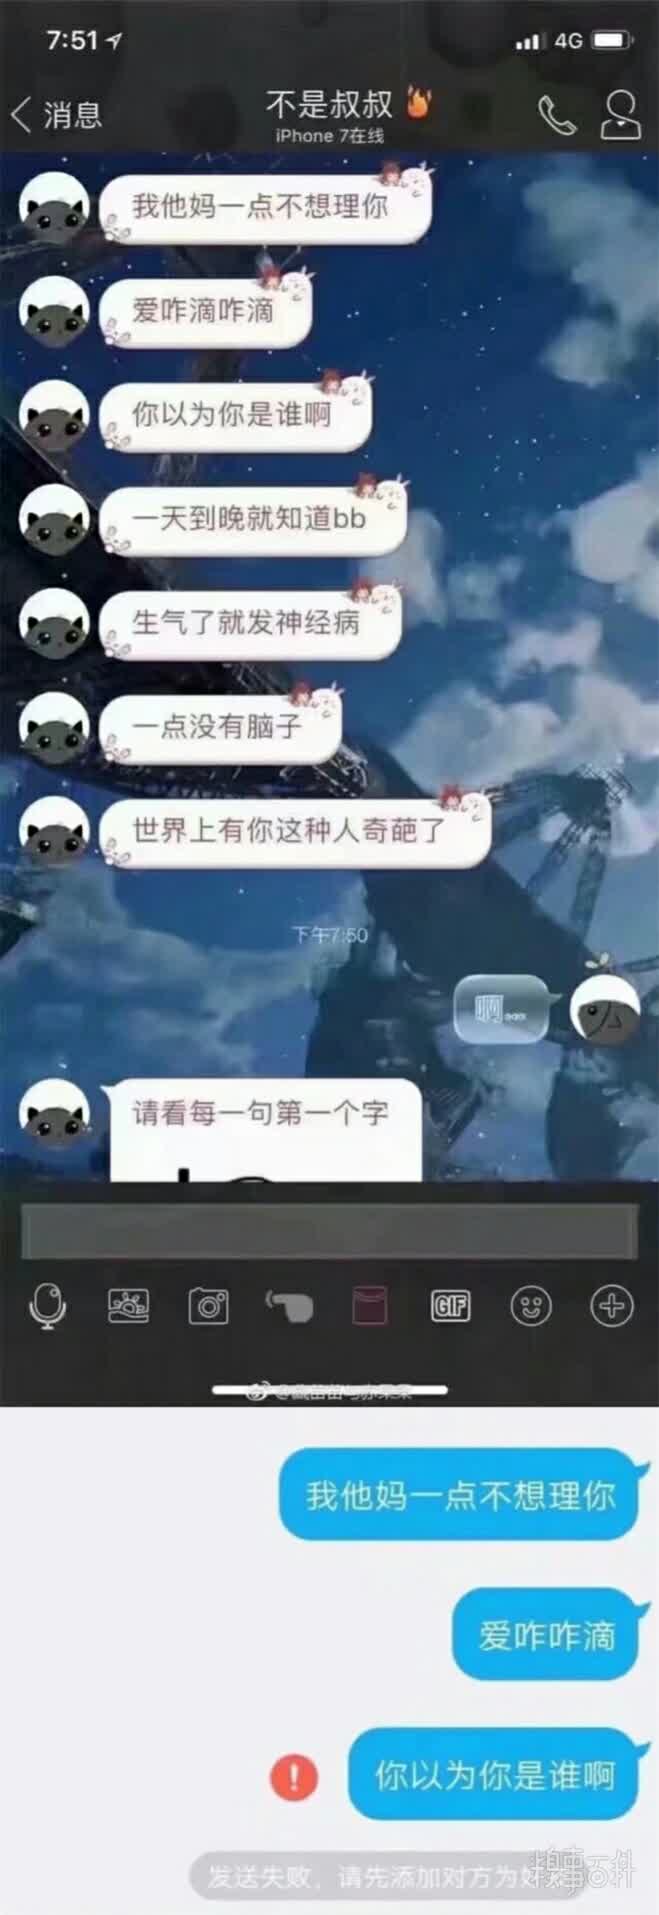 7:51
4G
消息
不是叔叔
iPhone 7在线
我他妈一点不想理你
爱咋滴咋滴
你以为你是谁啊
一天到晚就知道bb
生气了就发神经病
一点没有脑子
世界上有你这种人奇葩了
下午7:50
啊...
请看每一句第一个字
GIF
我他妈一点不想理你
爱咋咋滴
你以为你是谁啊
发送失败，请先添加对方为好
糗事百科